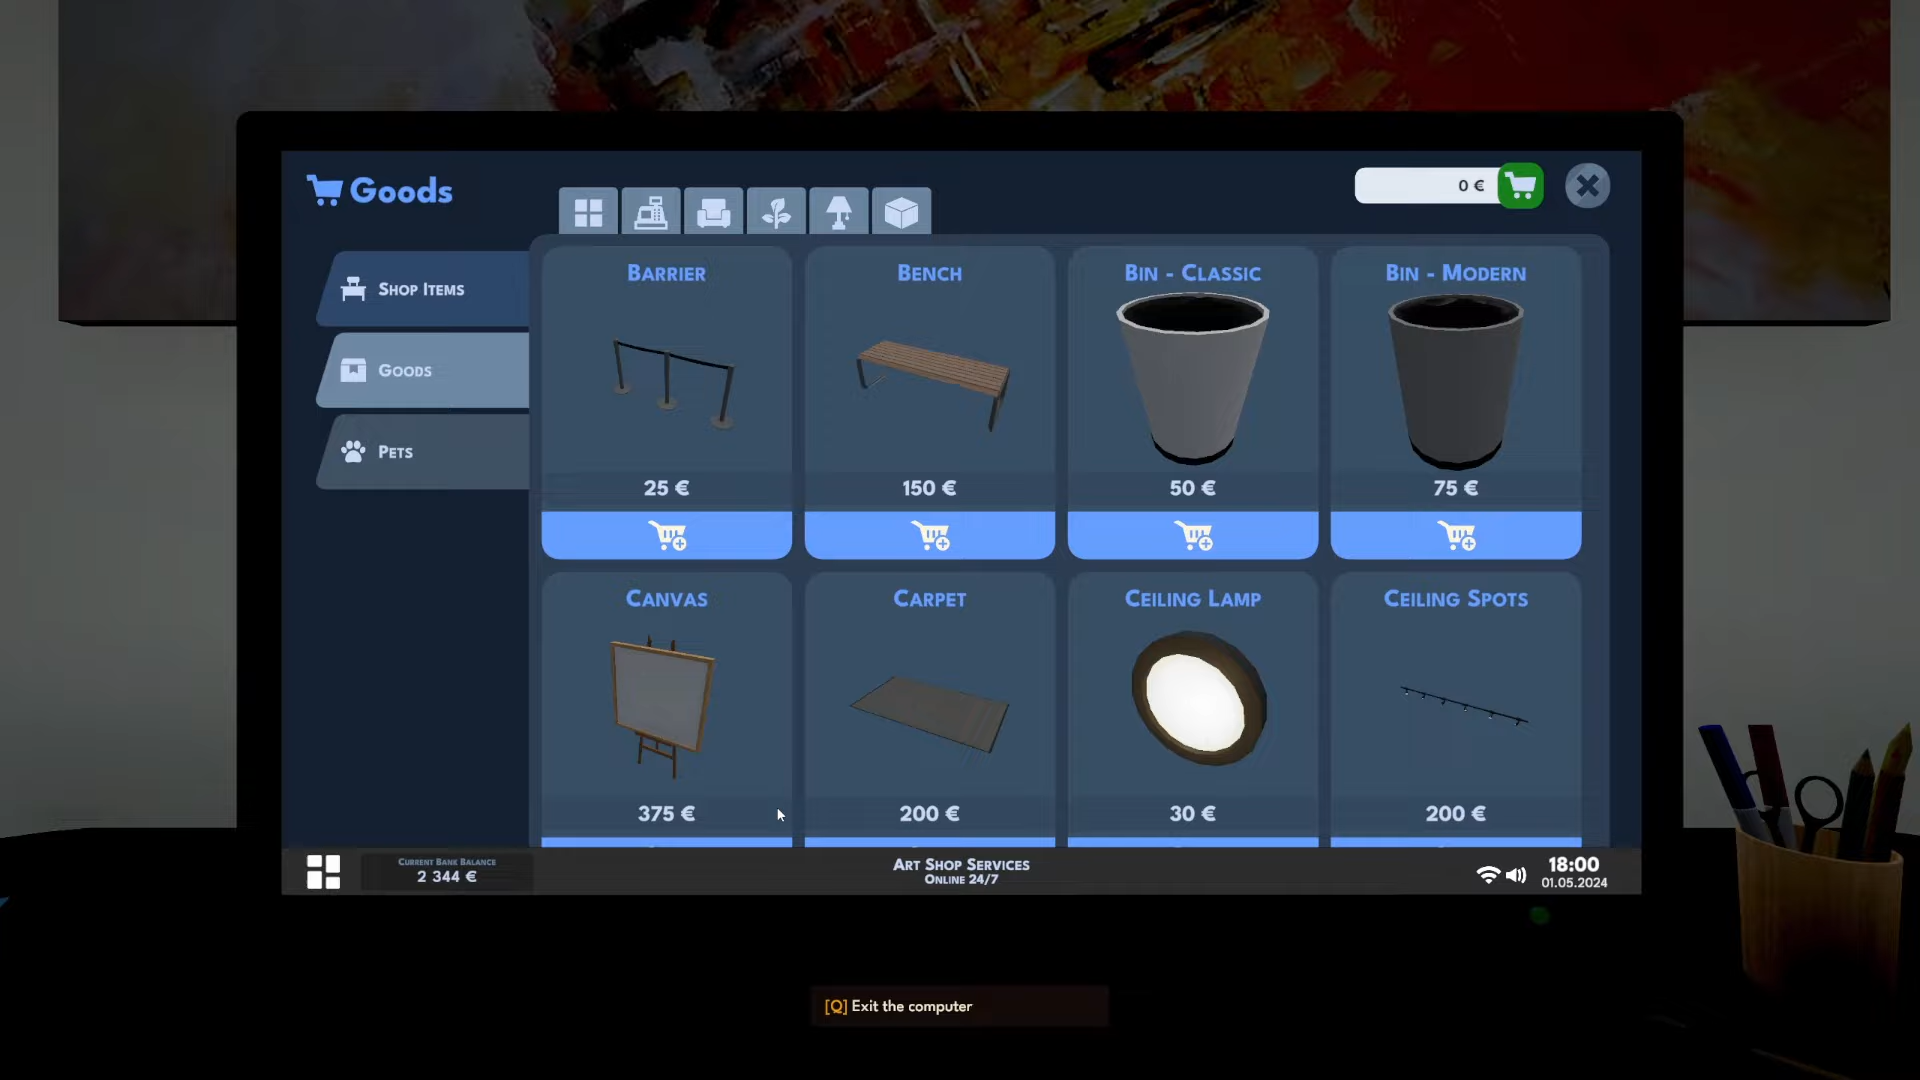 Goods
0 €
SHOP ITEMS
GOODS
PETS
BARRIER
BENCH
BIN - CLASSIC
BIN - MODERN
25 €
150 €
50 €
75 €
CANVAS
CARPET
CEILING LAMP
CEILING SPOTS
375 €
200 €
30 €
200 €
CURRENT BANK BALANCE
2 344 €
ART SHOP SERVICES
ONLINE 24/7
18:00
01.05.2024
[Q] Exit the computer